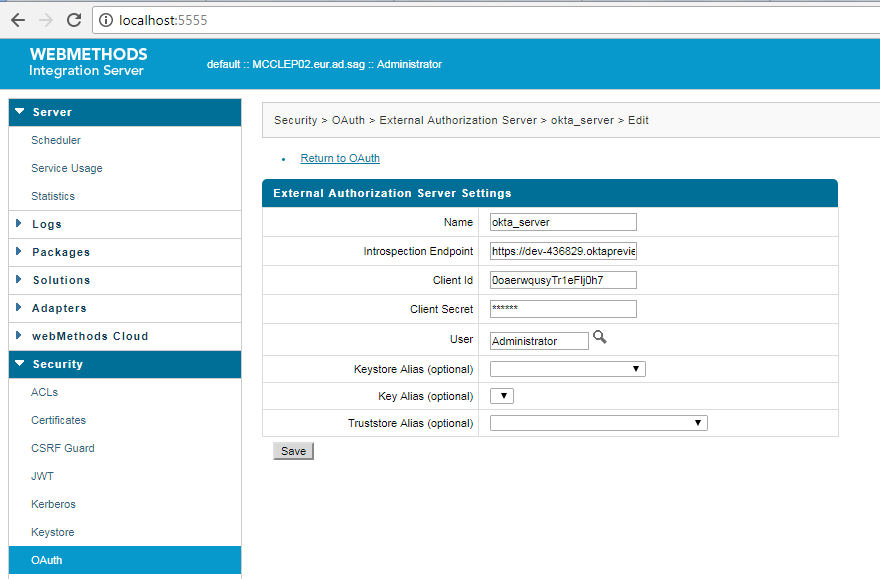 localhost:5555
WEBMETHODS
Integration Server
default :: MCCLEP02.eur.ad.sag :: Administrator
Server
Scheduler
Service Usage
Statistics
Logs
Packages
Solutions
Adapters
webMethods Cloud
Security
ACLs
Certificates
CSRF Guard
JWT
Kerberos
Keystore
OAuth
Security > OAuth > External Authorization Server > okta_server > Edit
Return to OAuth
External Authorization Server Settings
Name okta_server
Introspection Endpoint https://dev-436829.oktaprevie
Client Id 0oaerwqusyTr1eFIj0h7
Client Secret ******
User Administrator
Keystore Alias (optional)
Key Alias (optional)
Truststore Alias (optional)
Save